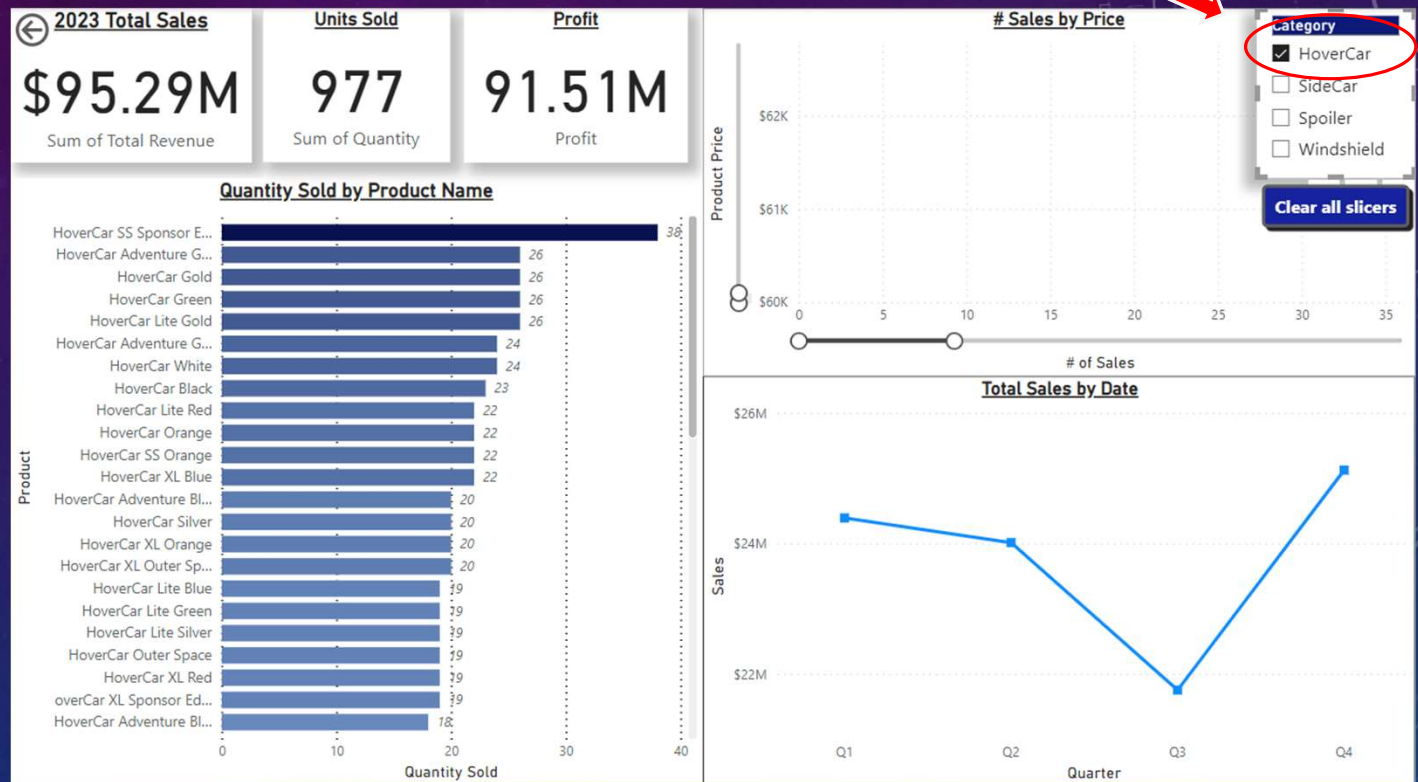 2023 Total Sales
$95.29M
Sum of Total Revenue
Units Sold
977
Sum of Quantity
Profit
91.51M
Profit
Quantity Sold by Product Name
Product
HoverCar SS Sponsor E... 38
HoverCar Adventure G... 26
HoverCar Gold 26
HoverCar Green 26
HoverCar Lite Gold 26
HoverCar Adventure G... 24
HoverCar White 24
HoverCar Black 23
HoverCar Lite Red 22
HoverCar Orange 22
HoverCar SS Orange 22
HoverCar XL Blue 22
HoverCar Adventure Bl... 20
HoverCar Silver 20
HoverCar XL Orange 20
HoverCar XL Outer Sp... 20
HoverCar Lite Blue 19
HoverCar Lite Green 19
HoverCar Lite Silver 19
HoverCar Outer Space 19
HoverCar XL Red 19
overCar XL Sponsor Ed... 19
HoverCar Adventure Bl... 18
0 10 20 30 40
Quantity Sold
# Sales by Price
Product Price
$62K
$61K
$60K
0 5 10 15 20 25 30 35
# of Sales
Category
HoverCar
SideCar
Spoiler
Windshield
Clear all slicers
Total Sales by Date
Sales
$26M
$24M
$22M
Q1 Q2 Q3 Q4
Quarter